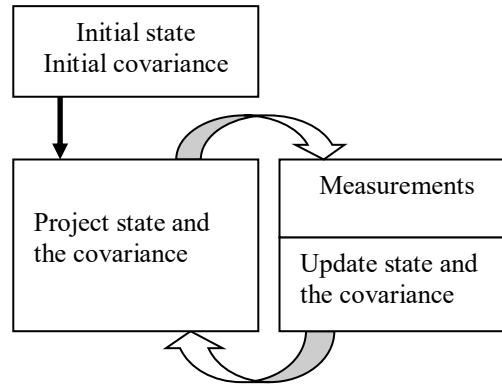 Initial state
Initial covariance
Measurements
Project state and
the covariance
Update state and
the covariance